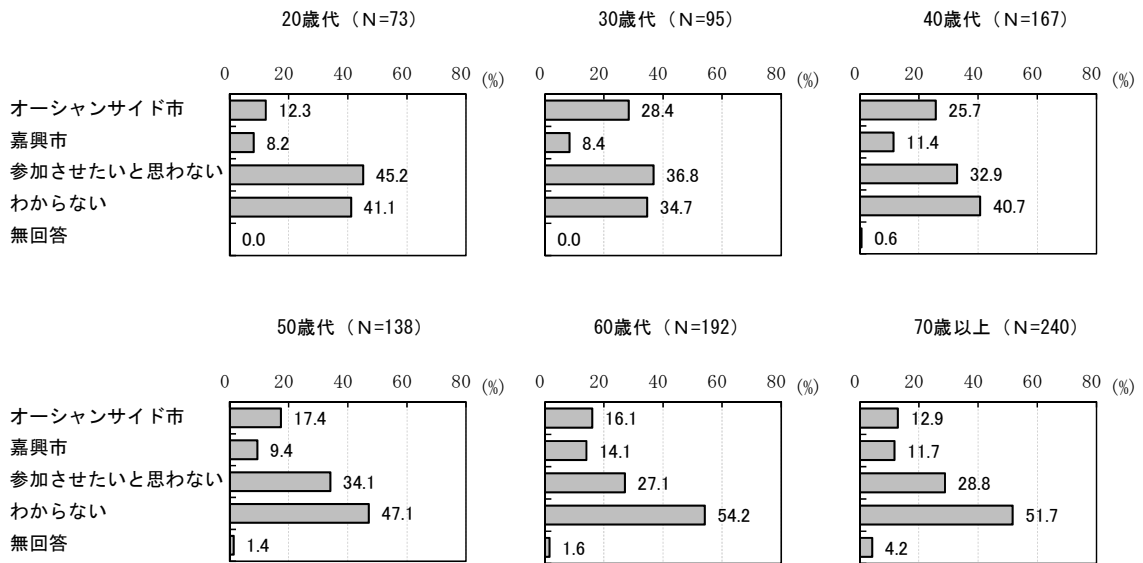 20歳代（N=73） 30歳代（N=95） 40歳代（N=167）
0 20 40 60 80 (%) 0 20 40 60 80 (%) 0 20 40 60 80 (%)
オーシャンサイド市 12.3 28.4 25.7
嘉興市 8.2 8.4 11.4
参加させたいと思わない 45.2 36.8 32.9
わからない 41.1 34.7 40.7
無回答 0.0 0.0 0.6
50歳代（N=138） 60歳代（N=192） 70歳以上（N=240）
0 20 40 60 80 (%) 0 20 40 60 80 (%) 0 20 40 60 80 (%)
オーシャンサイド市 17.4 16.1 12.9
嘉興市 9.4 14.1 11.7
参加させたいと思わない 34.1 27.1 28.8
わからない 47.1 54.2 51.7
無回答 1.4 1.6 4.2